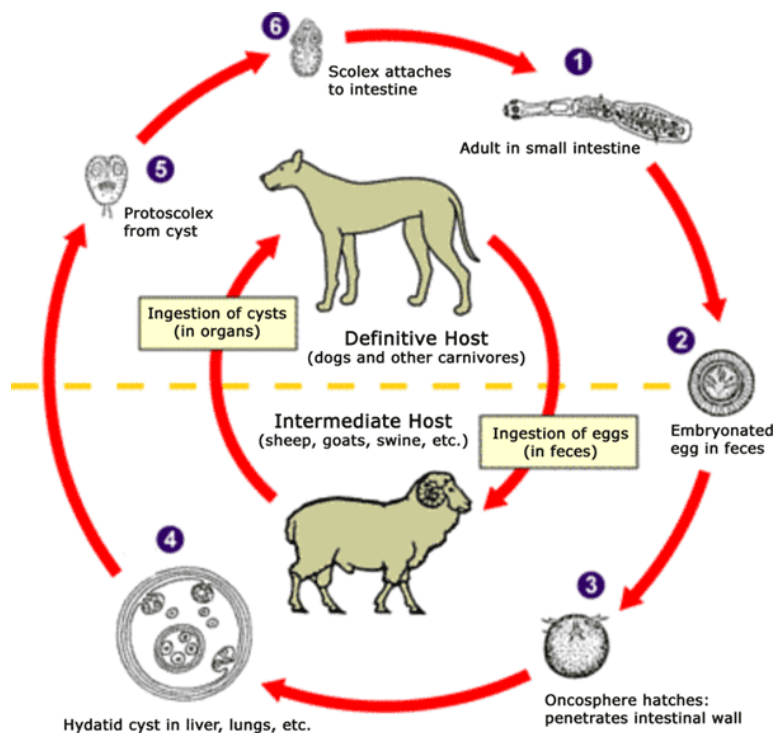 6
Scolex attaches
to intestine
1
Adult in small intestine
5
Protoscolex
from cyst
Ingestion of cysts
(in organs)
Definitive Host
(dogs and other carnivores)
2
Embryonated
egg in feces
Intermediate Host
(sheep, goats, swine, etc.)
Ingestion of eggs
(in feces)
4
Hydatid cyst in liver, lungs, etc.
3
Oncosphere hatches:
penetrates intestinal wall